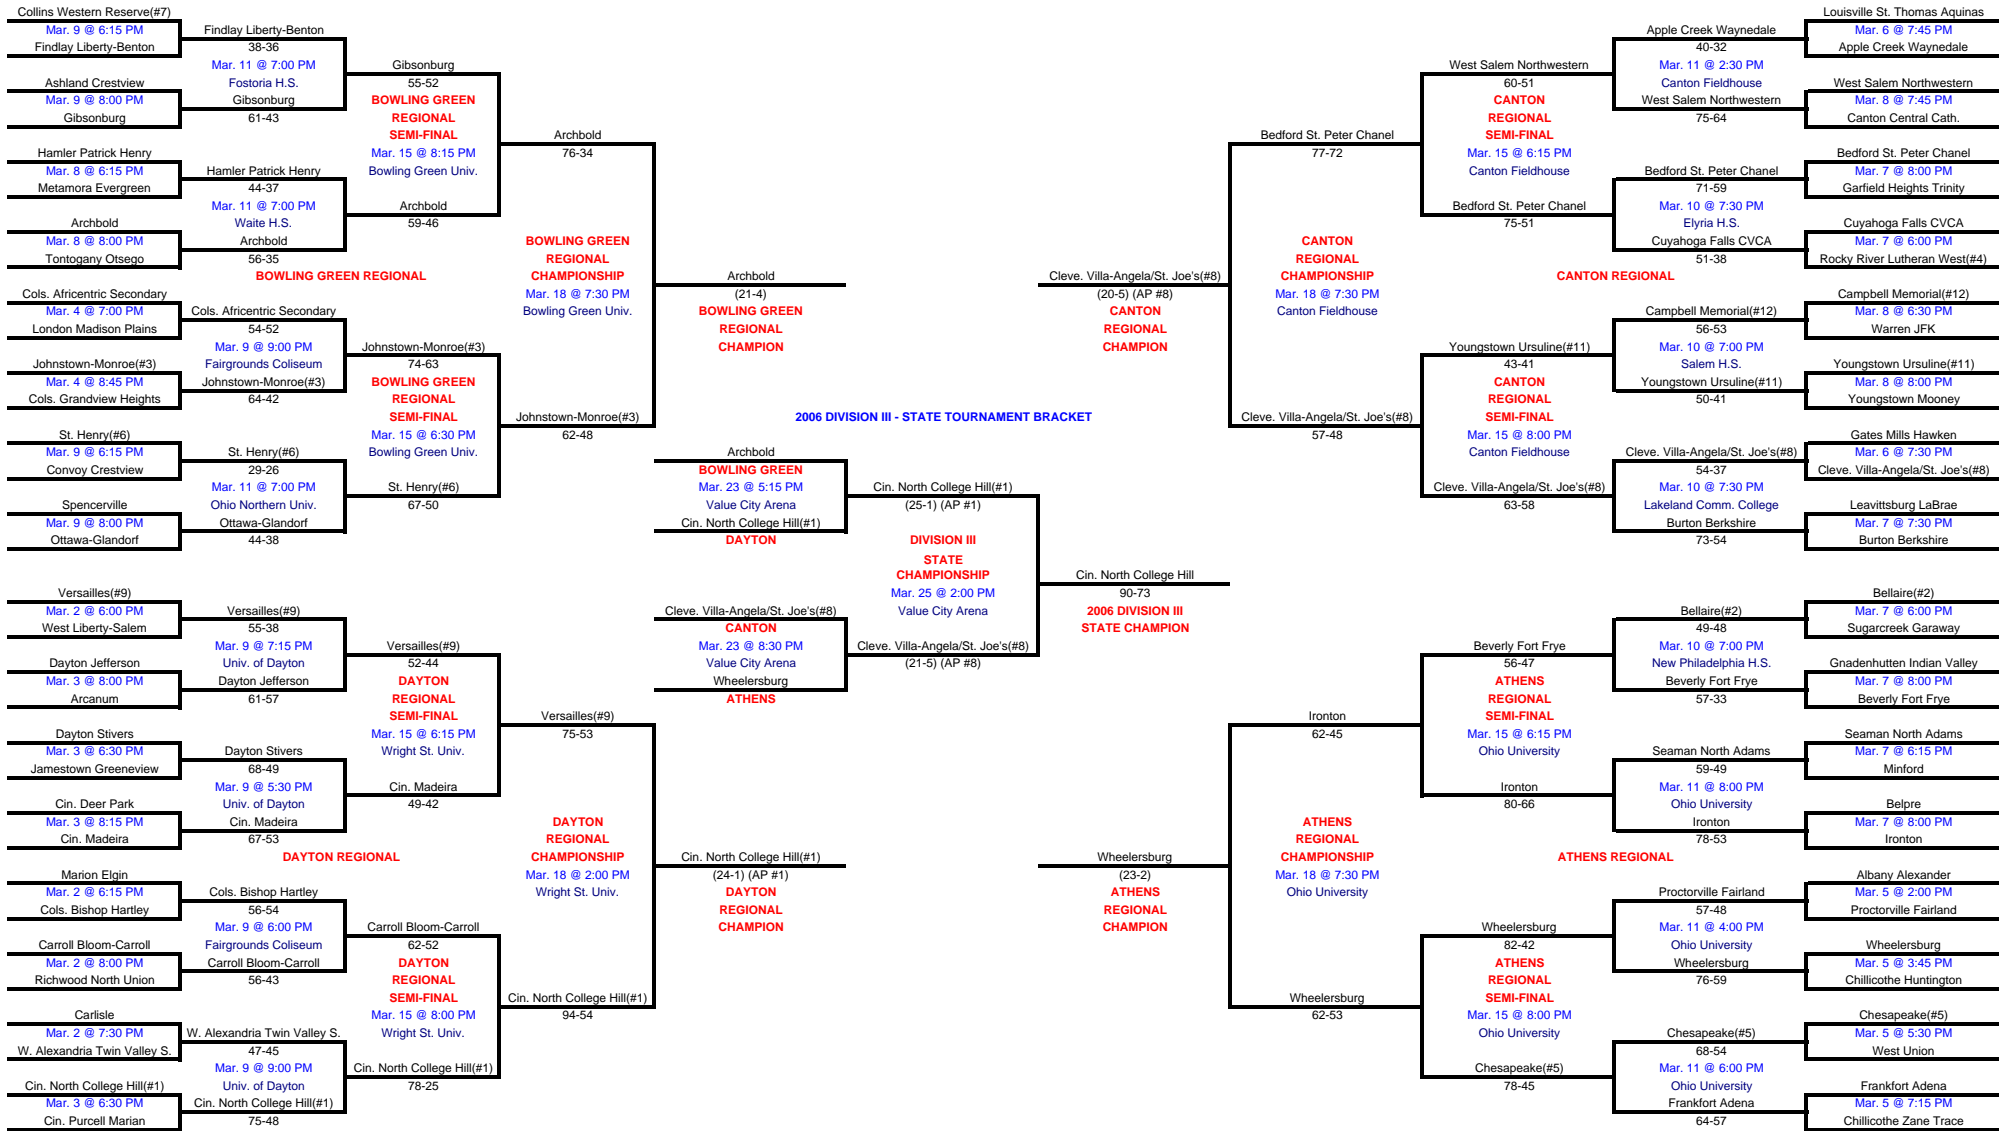 Collins Western Reserve(#7)
Mar. 9 @ 6:15 PM
Findlay Liberty-Benton
Ashland Crestview
Mar. 9 @ 8:00 PM
Gibsonburg
Hamler Patrick Henry
Mar. 8 @ 6:15 PM
Metamora Evergreen
Archbold
Mar. 8 @ 8:00 PM
Tontogany Otsego
Cols. Africentric Secondary
Mar. 4 @ 7:00 PM
London Madison Plains
Johnstown-Monroe(#3)
Mar. 4 @ 8:45 PM
Cols. Grandview Heights
St. Henry(#6)
Mar. 9 @ 6:15 PM
Convoy Crestview
Spencerville
Mar. 9 @ 8:00 PM
Ottawa-Glandorf
Findlay Liberty-Benton
38-36
Mar. 11 @ 7:00 PM
Fostoria H.S.
Gibsonburg
61-43
Hamler Patrick Henry
44-37
Mar. 11 @ 7:00 PM
Waite H.S.
Archbold
56-35
BOWLING GREEN REGIONAL
Cols. Africentric Secondary
54-52
Mar. 9 @ 9:00 PM
Fairgrounds Coliseum
Johnstown-Monroe(#3)
64-42
St. Henry(#6)
29-26
Mar. 11 @ 7:00 PM
Ohio Northern Univ.
Ottawa-Glandorf
44-38
Gibsonburg
55-52
BOWLING GREEN
REGIONAL
SEMI-FINAL
Mar. 15 @ 8:15 PM
Bowling Green Univ.
Archbold
59-46
Johnstown-Monroe(#3)
74-63
BOWLING GREEN
REGIONAL
SEMI-FINAL
Mar. 15 @ 6:30 PM
Bowling Green Univ.
St. Henry(#6)
67-50
Archbold
76-34
BOWLING GREEN
REGIONAL
CHAMPIONSHIP
Mar. 18 @ 7:30 PM
Bowling Green Univ.
Johnstown-Monroe(#3)
62-48
Archbold
(21-4)
BOWLING GREEN
REGIONAL
CHAMPION
Versailles(#9)
Mar. 2 @ 6:00 PM
West Liberty-Salem
Dayton Jefferson
Mar. 3 @ 8:00 PM
Arcanum
Dayton Stivers
Mar. 3 @ 6:30 PM
Jamestown Greeneview
Cin. Deer Park
Mar. 3 @ 8:15 PM
Cin. Madeira
Marion Elgin
Mar. 2 @ 6:15 PM
Cols. Bishop Hartley
Carroll Bloom-Carroll
Mar. 2 @ 8:00 PM
Richwood North Union
Carlisle
Mar. 2 @ 7:30 PM
W. Alexandria Twin Valley S.
Cin. North College Hill(#1)
Mar. 3 @ 6:30 PM
Cin. Purcell Marian
Versailles(#9)
55-38
Mar. 9 @ 7:15 PM
Univ. of Dayton
Dayton Jefferson
61-57
Dayton Stivers
68-49
Mar. 9 @ 5:30 PM
Univ. of Dayton
Cin. Madeira
67-53
DAYTON REGIONAL
Cols. Bishop Hartley
56-54
Mar. 9 @ 6:00 PM
Fairgrounds Coliseum
Carroll Bloom-Carroll
56-43
W. Alexandria Twin Valley S.
47-45
Mar. 9 @ 9:00 PM
Univ. of Dayton
Cin. North College Hill(#1)
75-48
Versailles(#9)
52-44
DAYTON
REGIONAL
SEMI-FINAL
Mar. 15 @ 6:15 PM
Wright St. Univ.
Cin. Madeira
49-42
Carroll Bloom-Carroll
62-52
DAYTON
REGIONAL
SEMI-FINAL
Mar. 15 @ 8:00 PM
Wright St. Univ.
Cin. North College Hill(#1)
78-25
Versailles(#9)
75-53
DAYTON
REGIONAL
CHAMPIONSHIP
Mar. 18 @ 2:00 PM
Wright St. Univ.
Cin. North College Hill(#1)
94-54
Cin. North College Hill(#1)
(24-1) (AP #1)
DAYTON
REGIONAL
CHAMPION
2006 DIVISION III - STATE TOURNAMENT BRACKET
Archbold
BOWLING GREEN
Mar. 23 @ 5:15 PM
Value City Arena
Cin. North College Hill(#1)
DAYTON
Cleve. Villa-Angela/St. Joe's(#8)
CANTON
Mar. 23 @ 8:30 PM
Value City Arena
Wheelersburg
ATHENS
Cin. North College Hill(#1)
(25-1) (AP #1)
DIVISION III
STATE
CHAMPIONSHIP
Mar. 25 @ 2:00 PM
Value City Arena
Cleve. Villa-Angela/St. Joe's(#8)
(21-5) (AP #8)
Cin. North College Hill
90-73
2006 DIVISION III
STATE CHAMPION
Cleve. Villa-Angela/St. Joe's(#8)
(20-5) (AP #8)
CANTON
REGIONAL
CHAMPION
Bedford St. Peter Chanel
77-72
CANTON
REGIONAL
CHAMPIONSHIP
Mar. 18 @ 7:30 PM
Canton Fieldhouse
Cleve. Villa-Angela/St. Joe's(#8)
57-48
West Salem Northwestern
60-51
CANTON
REGIONAL
SEMI-FINAL
Mar. 15 @ 6:15 PM
Canton Fieldhouse
Bedford St. Peter Chanel
75-51
Youngstown Ursuline(#11)
43-41
CANTON
REGIONAL
SEMI-FINAL
Mar. 15 @ 8:00 PM
Canton Fieldhouse
Cleve. Villa-Angela/St. Joe's(#8)
63-58
Apple Creek Waynedale
40-32
Mar. 11 @ 2:30 PM
Canton Fieldhouse
West Salem Northwestern
75-64
Bedford St. Peter Chanel
71-59
Mar. 10 @ 7:30 PM
Elyria H.S.
Cuyahoga Falls CVCA
51-38
CANTON REGIONAL
Campbell Memorial(#12)
56-53
Mar. 10 @ 7:00 PM
Salem H.S.
Youngstown Ursuline(#11)
50-41
Cleve. Villa-Angela/St. Joe's(#8)
54-37
Mar. 10 @ 7:30 PM
Lakeland Comm. College
Burton Berkshire
73-54
Louisville St. Thomas Aquinas
Mar. 6 @ 7:45 PM
Apple Creek Waynedale
West Salem Northwestern
Mar. 8 @ 7:45 PM
Canton Central Cath.
Bedford St. Peter Chanel
Mar. 7 @ 8:00 PM
Garfield Heights Trinity
Cuyahoga Falls CVCA
Mar. 7 @ 6:00 PM
Rocky River Lutheran West(#4)
Campbell Memorial(#12)
Mar. 8 @ 6:30 PM
Warren JFK
Youngstown Ursuline(#11)
Mar. 8 @ 8:00 PM
Youngstown Mooney
Gates Mills Hawken
Mar. 6 @ 7:30 PM
Cleve. Villa-Angela/St. Joe's(#8)
Leavittsburg LaBrae
Mar. 7 @ 7:30 PM
Burton Berkshire
Wheelersburg
(23-2)
ATHENS
REGIONAL
CHAMPION
Ironton
62-45
ATHENS
REGIONAL
CHAMPIONSHIP
Mar. 18 @ 7:30 PM
Ohio University
Wheelersburg
62-53
Beverly Fort Frye
56-47
ATHENS
REGIONAL
SEMI-FINAL
Mar. 15 @ 6:15 PM
Ohio University
Ironton
80-66
Wheelersburg
82-42
ATHENS
REGIONAL
SEMI-FINAL
Mar. 15 @ 8:00 PM
Ohio University
Chesapeake(#5)
78-45
Bellaire(#2)
49-48
Mar. 10 @ 7:00 PM
New Philadelphia H.S.
Beverly Fort Frye
57-33
Seaman North Adams
59-49
Mar. 11 @ 8:00 PM
Ohio University
Ironton
78-53
ATHENS REGIONAL
Proctorville Fairland
57-48
Mar. 11 @ 4:00 PM
Ohio University
Wheelersburg
76-59
Chesapeake(#5)
68-54
Mar. 11 @ 6:00 PM
Ohio University
Frankfort Adena
64-57
Bellaire(#2)
Mar. 7 @ 6:00 PM
Sugarcreek Garaway
Gnadenhutten Indian Valley
Mar. 7 @ 8:00 PM
Beverly Fort Frye
Seaman North Adams
Mar. 7 @ 6:15 PM
Minford
Belpre
Mar. 7 @ 8:00 PM
Ironton
Albany Alexander
Mar. 5 @ 2:00 PM
Proctorville Fairland
Wheelersburg
Mar. 5 @ 3:45 PM
Chillicothe Huntington
Chesapeake(#5)
Mar. 5 @ 5:30 PM
West Union
Frankfort Adena
Mar. 5 @ 7:15 PM
Chillicothe Zane Trace